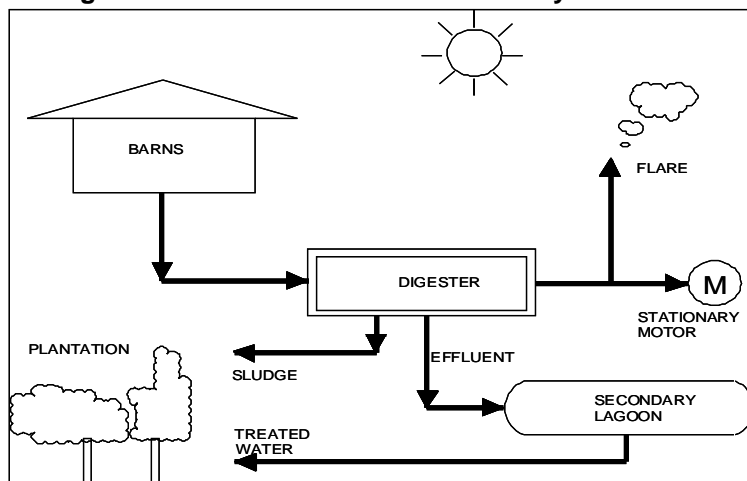 BARNS
FLARE
DIGESTER
M
STATIONARY
MOTOR
PLANTATION
SLUDGE
EFFLUENT
SECONDARY
LAGOON
TREATED
WATER